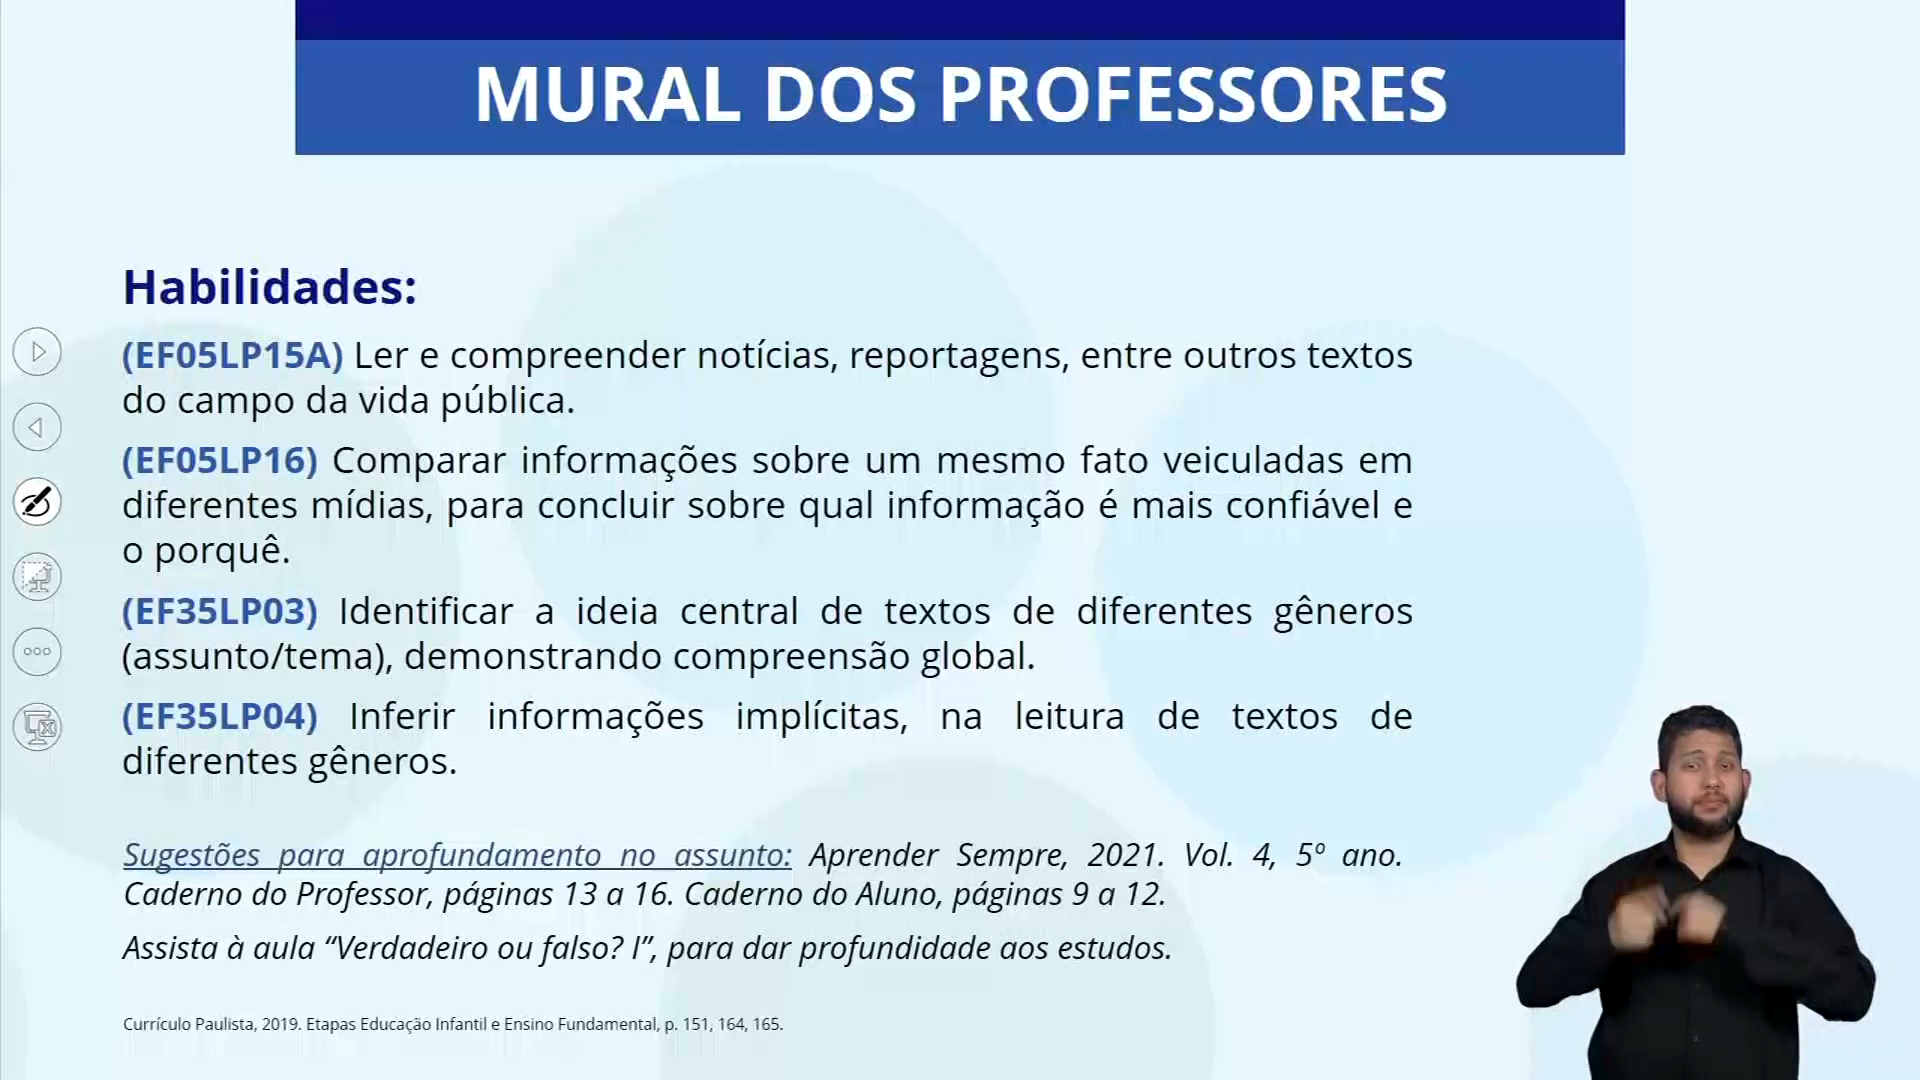 MURAL DOS PROFESSORES
Habilidades:
(EF05LP15A) Ler e compreender notícias, reportagens, entre outros textos
do campo da vida pública.
(EF05LP16) Comparar informações sobre um mesmo fato veiculadas em
diferentes mídias, para concluir sobre qual informação é mais confiável e
o porquê.
(EF35LP03) Identificar a ideia central de textos de diferentes gêneros
(assunto/tema), demonstrando compreensão global.
(EF35LP04) Inferir informações implícitas, na leitura de textos de
diferentes gêneros.
Sugestões para aprofundamento no assunto: Aprender Sempre, 2021. Vol. 4, 5º ano.
Caderno do Professor, páginas 13 a 16. Caderno do Aluno, páginas 9 a 12.
Assista à aula “Verdadeiro ou falso? I”, para dar profundidade aos estudos.
Currículo Paulista, 2019. Etapas Educação Infantil e Ensino Fundamental, p. 151, 164, 165.